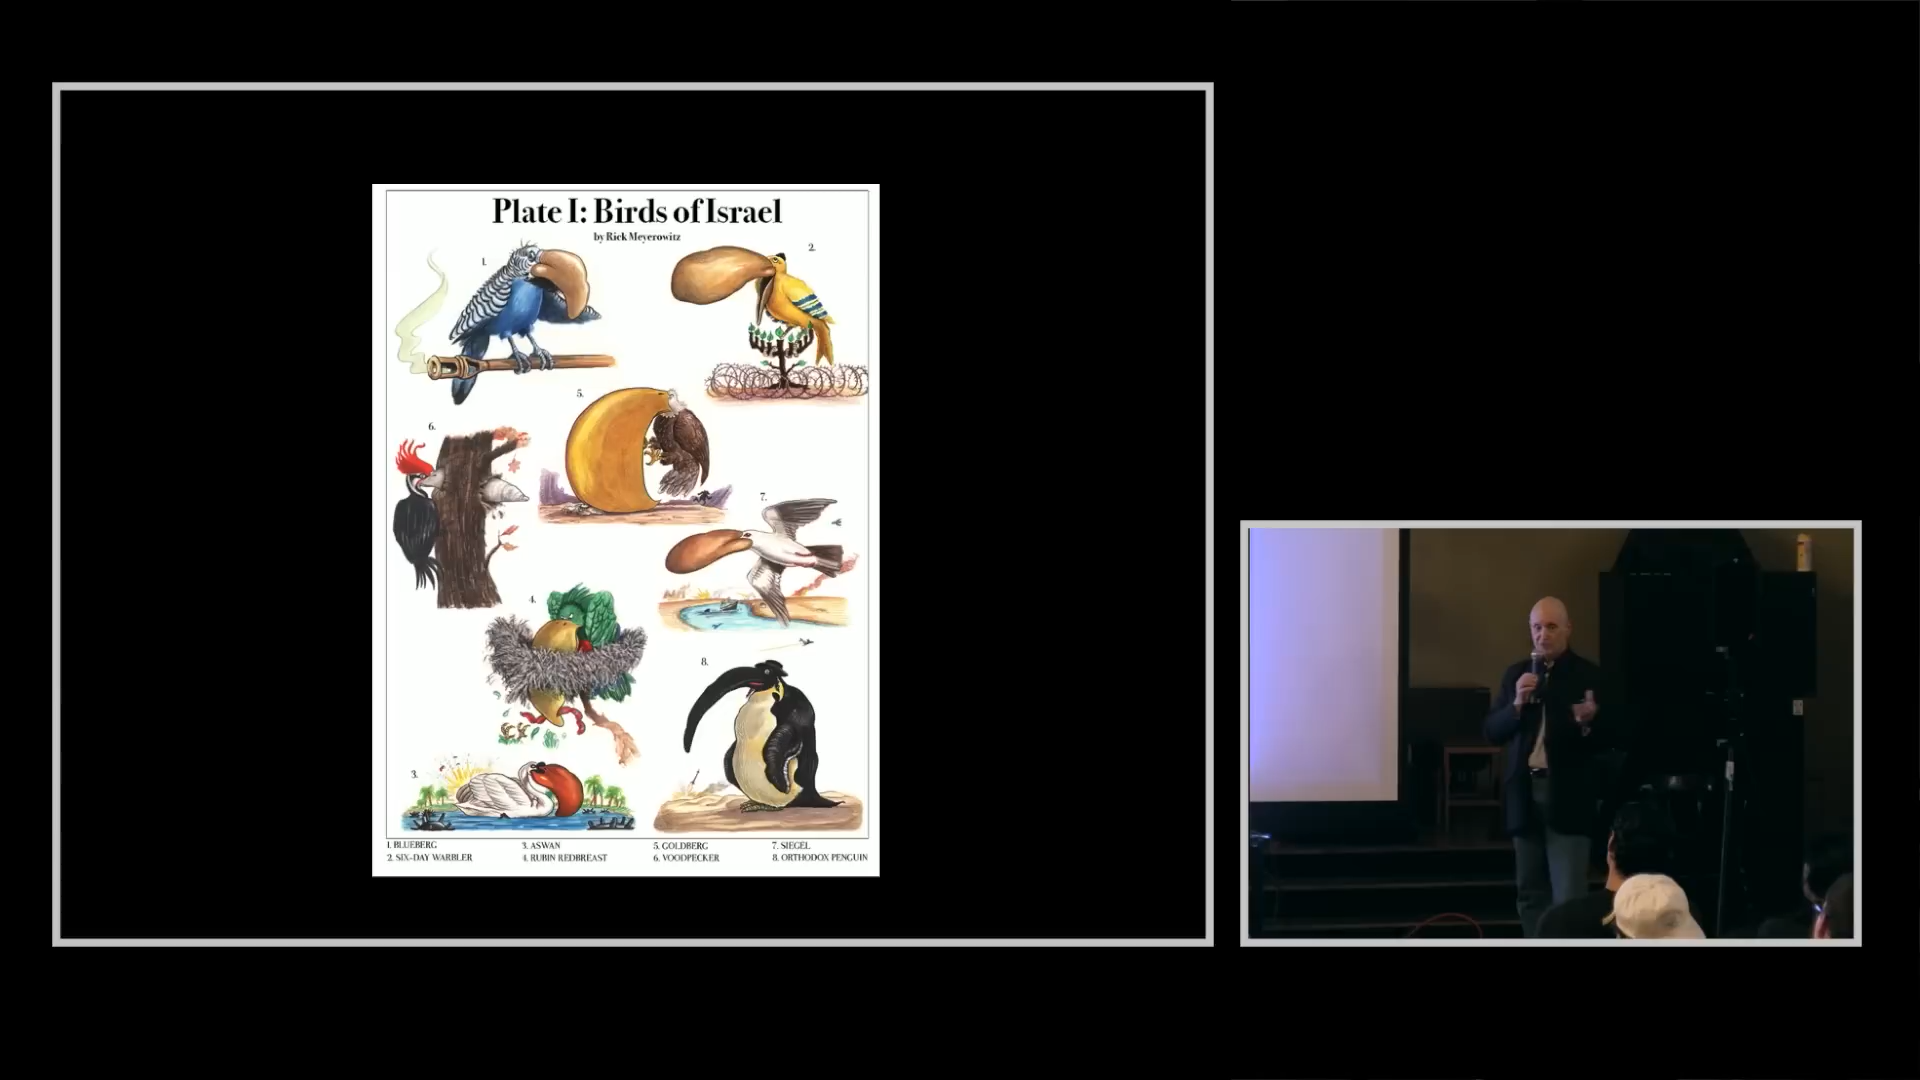 Plate I: Birds of Israel
by Rick Meyerowitz
1.
2.
5.
6.
7.
4.
8.
3.
1. BLUEBERG
2. SIX-DAY WARBLER
3. ASWAN
4. RUBIN REDBREAST
5. GOLDBERG
6. VOODPECKER
7. SIEGEL
8. ORTHODOX PENGUIN